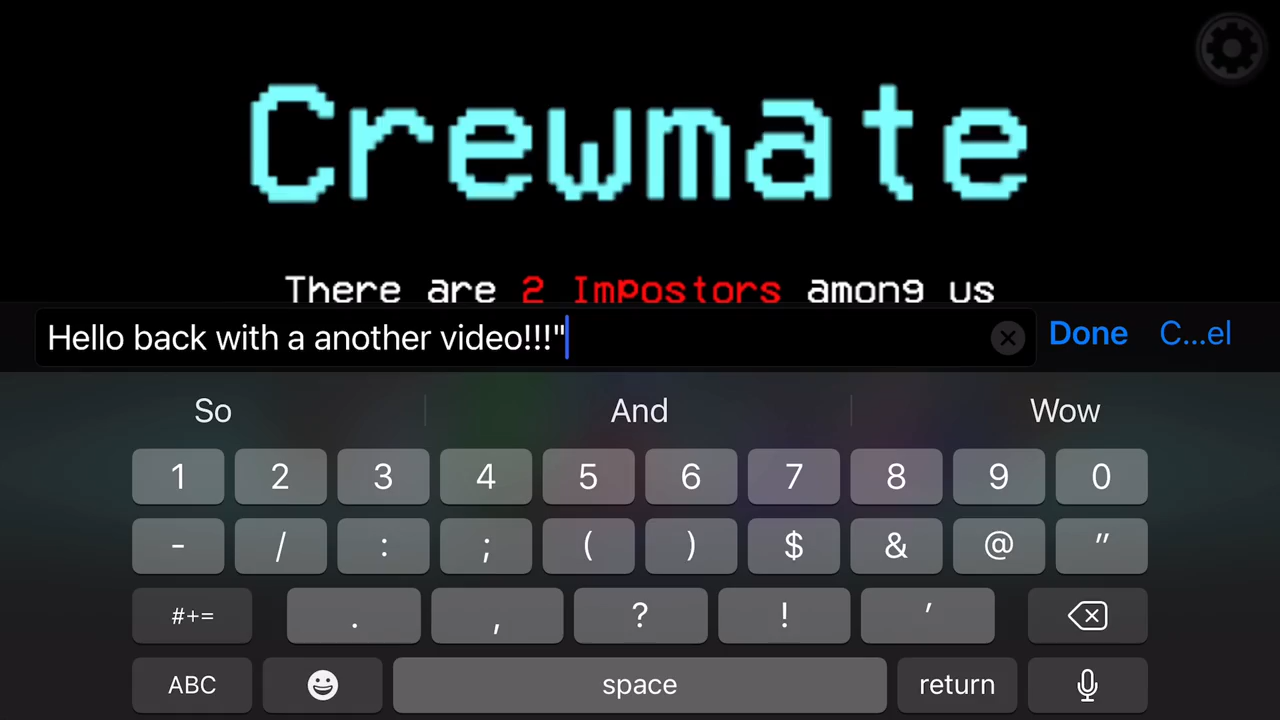 Crewmate
There are 2 Impostors among us
Hello back with a another video!!!"
Done C...el
So And Wow
1 2 3 4 5 6 7 8 9 0
- / : ; ( ) $ & @ "
#+= . , ? ! '
ABC space return